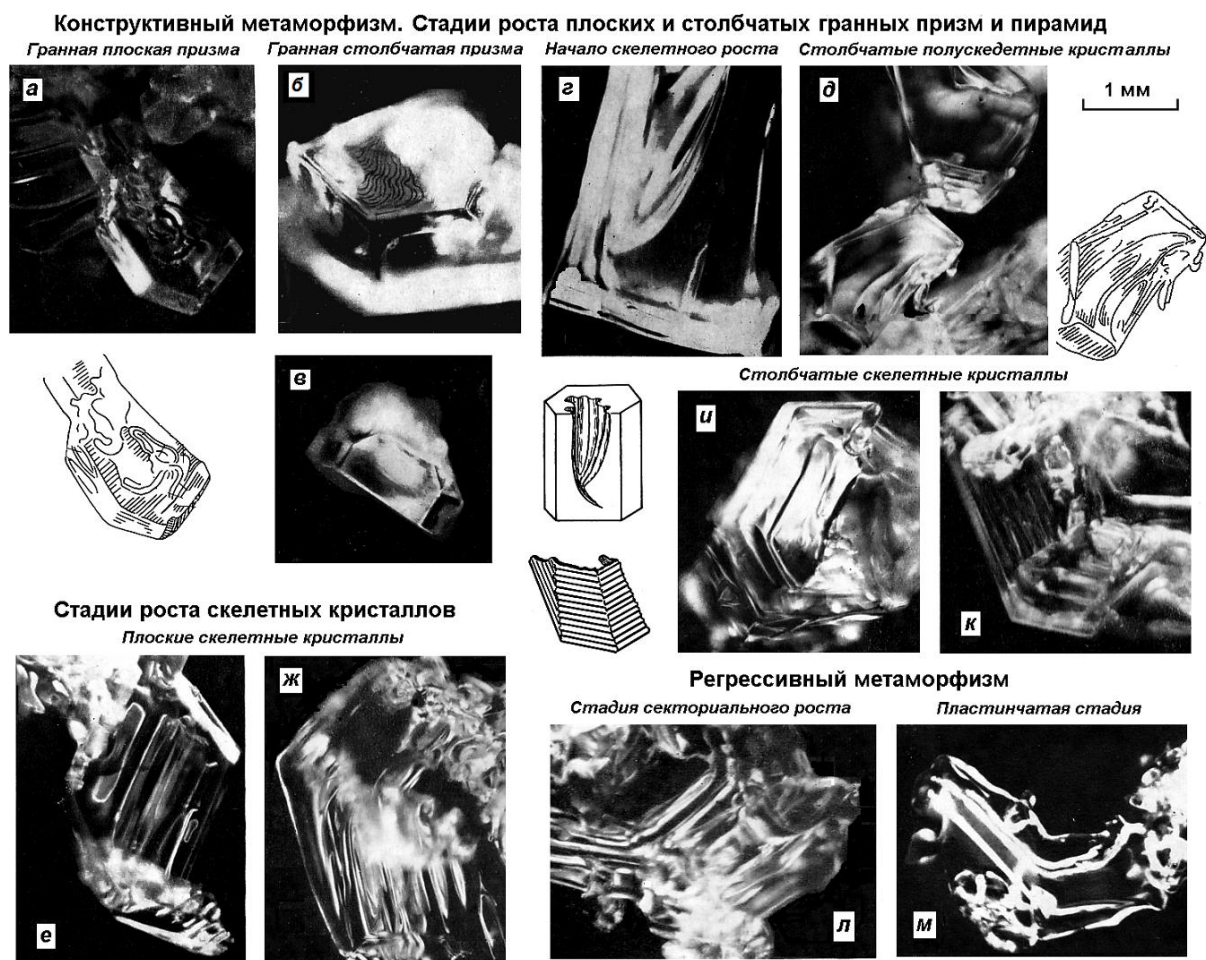 Конструктивный метаморфизм. Стадии роста плоских и столбчатых гранных призм и пирамид
Гранная плоская призма
Гранная столбчатая призма
Начало скелетного роста
Столбчатые полускедетные кристаллы
а
б
г
д
1 мм
в
Столбчатые скелетные кристаллы
и
к
Стадии роста скелетных кристаллов
Плоские скелетные кристаллы
е
ж
Регрессивный метаморфизм
Стадия секториального роста
Пластинчатая стадия
л
м